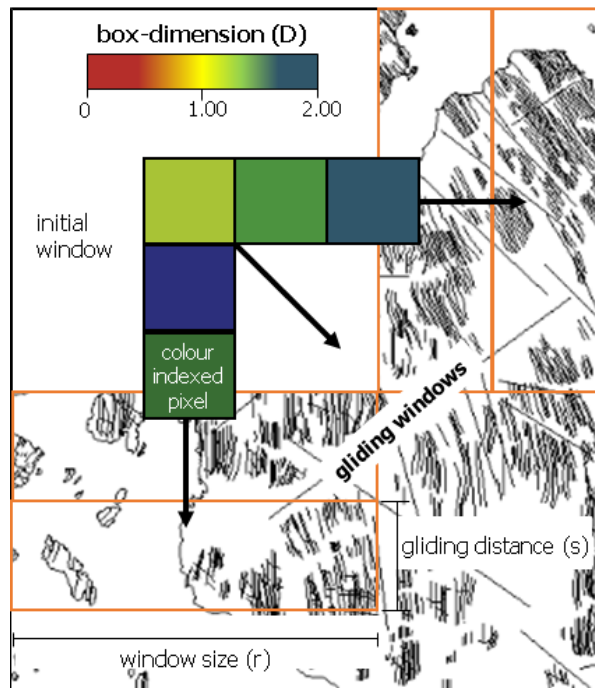 box-dimension (D)
0 1.00 2.00
initial
window
colour
indexed
pixel
gliding windows
gliding distance (s)
window size (r)